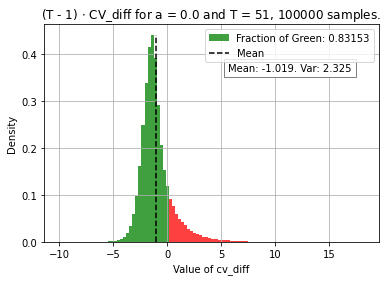 (T - 1) · CV_diff for a = 0.0 and T = 51, 100000 samples.
Fraction of Green: 0.83153
Mean
Mean: -1.019. Var: 2.325
Density
0.4
0.3
0.2
0.1
0.0
−10
−5
0
5
10
15
Value of cv_diff